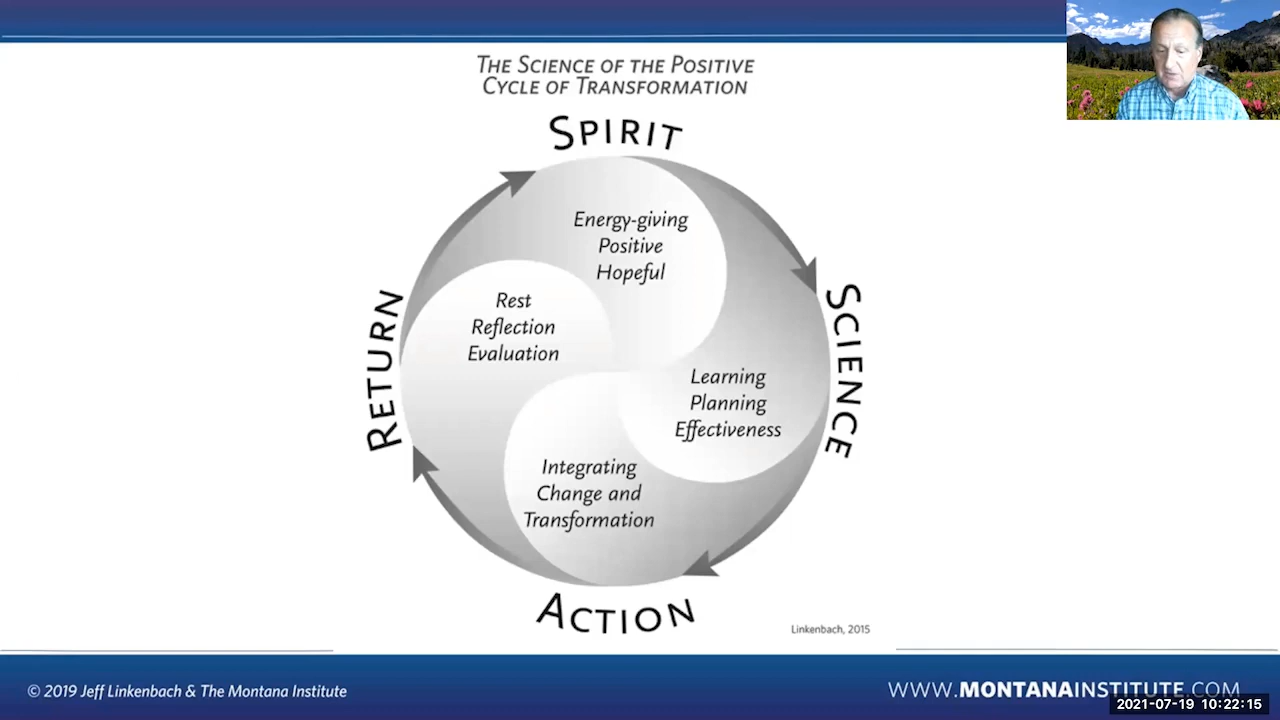 The Science of the Positive
Cycle of Transformation
Spirit
Energy-giving
Positive
Hopeful
Science
Learning
Planning
Effectiveness
Action
Integrating
Change and
Transformation
Return
Rest
Reflection
Evaluation
Linkenbach, 2015
© 2019 Jeff Linkenbach & The Montana Institute
WWW.MONTANAINSTITUTE.COM
2021-07-19 10:22:15